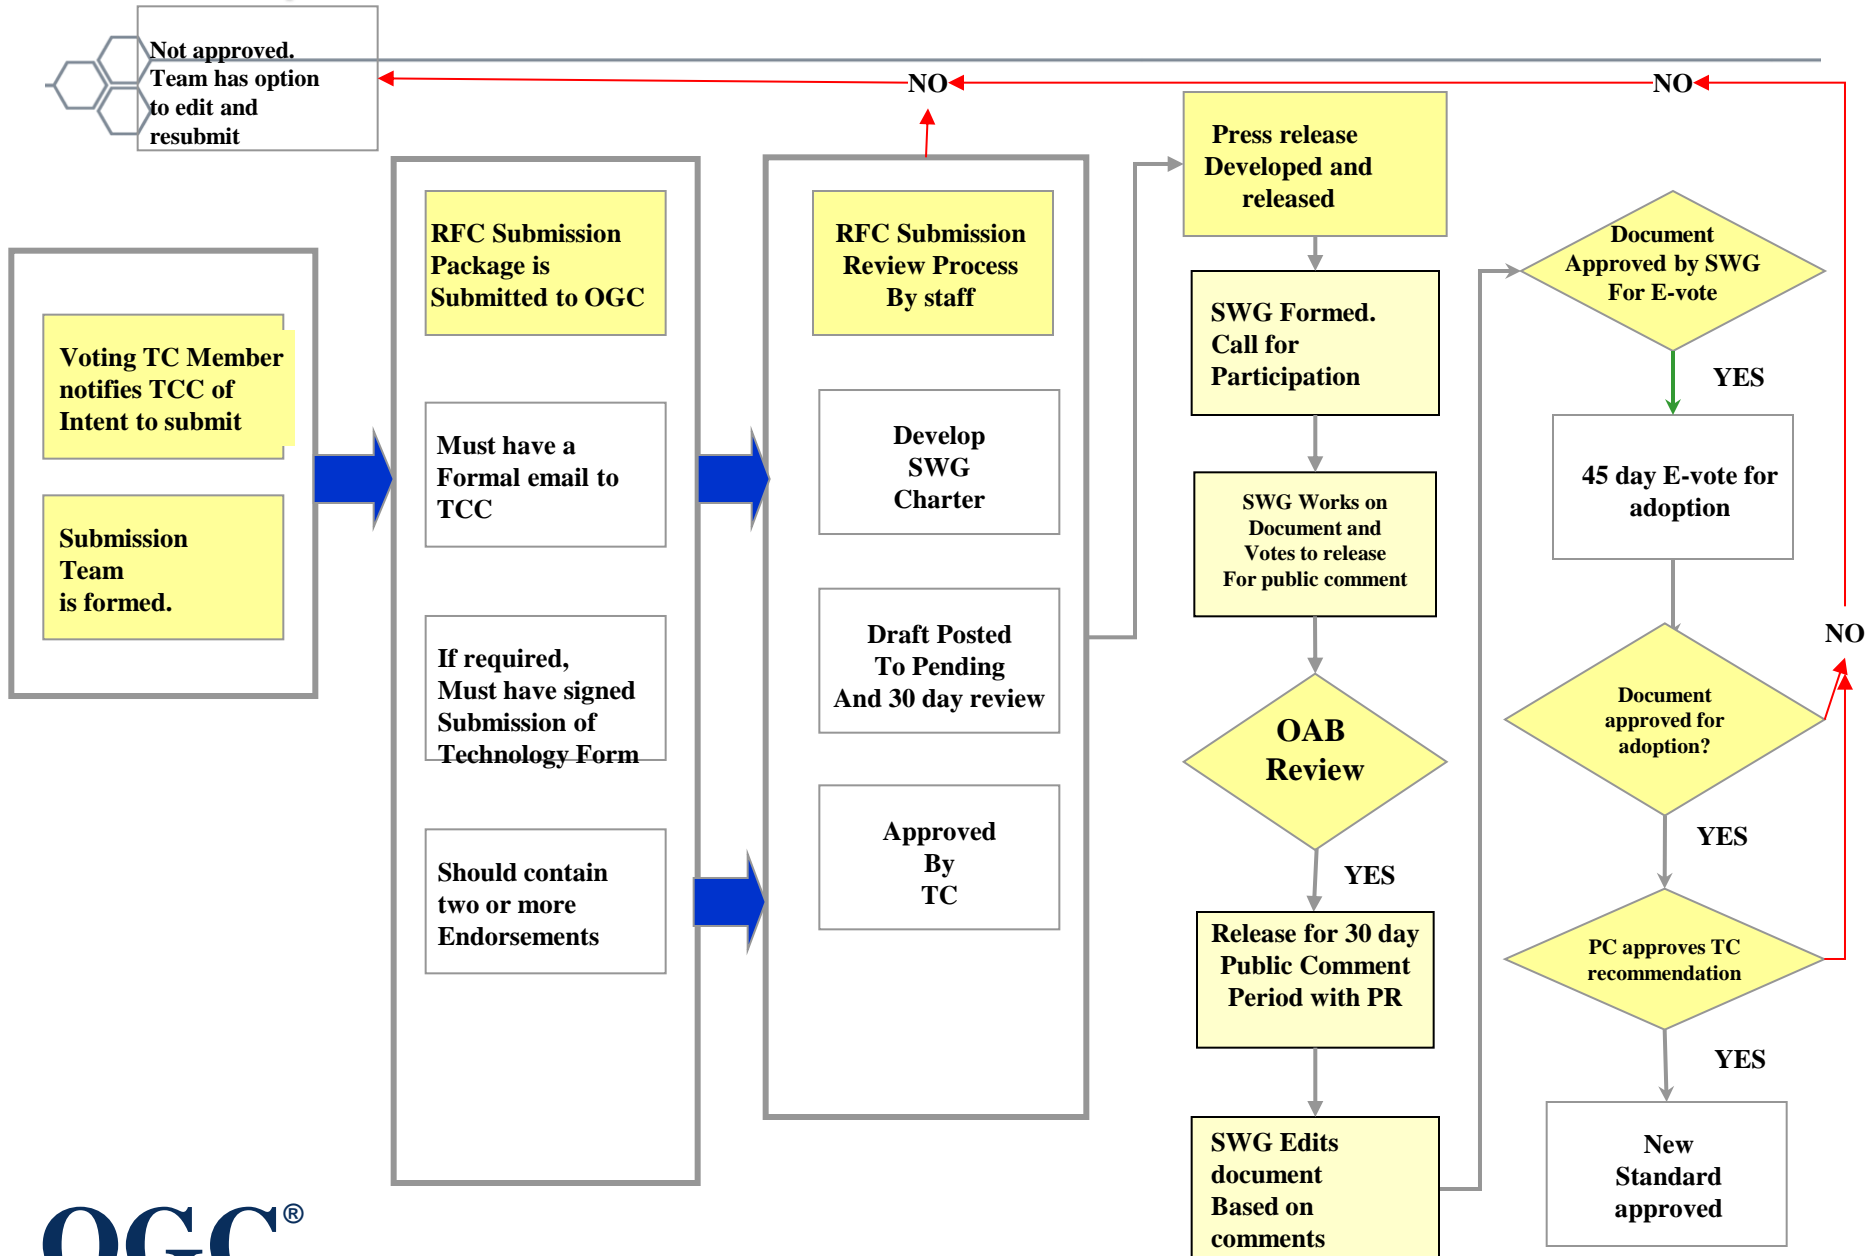 Not approved.
Team has option
to edit and
resubmit
NO
NO
Voting TC Member
notifies TCC of
Intent to submit
Submission
Team
is formed.
RFC Submission
Package is
Submitted to OGC
Must have a
Formal email to
TCC
If required,
Must have signed
Submission of
Technology Form
Should contain
two or more
Endorsements
RFC Submission
Review Process
By staff
Develop
SWG
Charter
Draft Posted
To Pending
And 30 day review
Approved
By
TC
Press release
Developed and
released
SWG Formed.
Call for
Participation
SWG Works on
Document and
Votes to release
For public comment
OAB
Review
YES
Release for 30 day
Public Comment
Period with PR
SWG Edits
document
Based on
comments
Document
Approved by SWG
For E-vote
YES
45 day E-vote for
adoption
NO
Document
approved for
adoption?
YES
PC approves TC
recommendation
YES
New
Standard
approved
OGC®